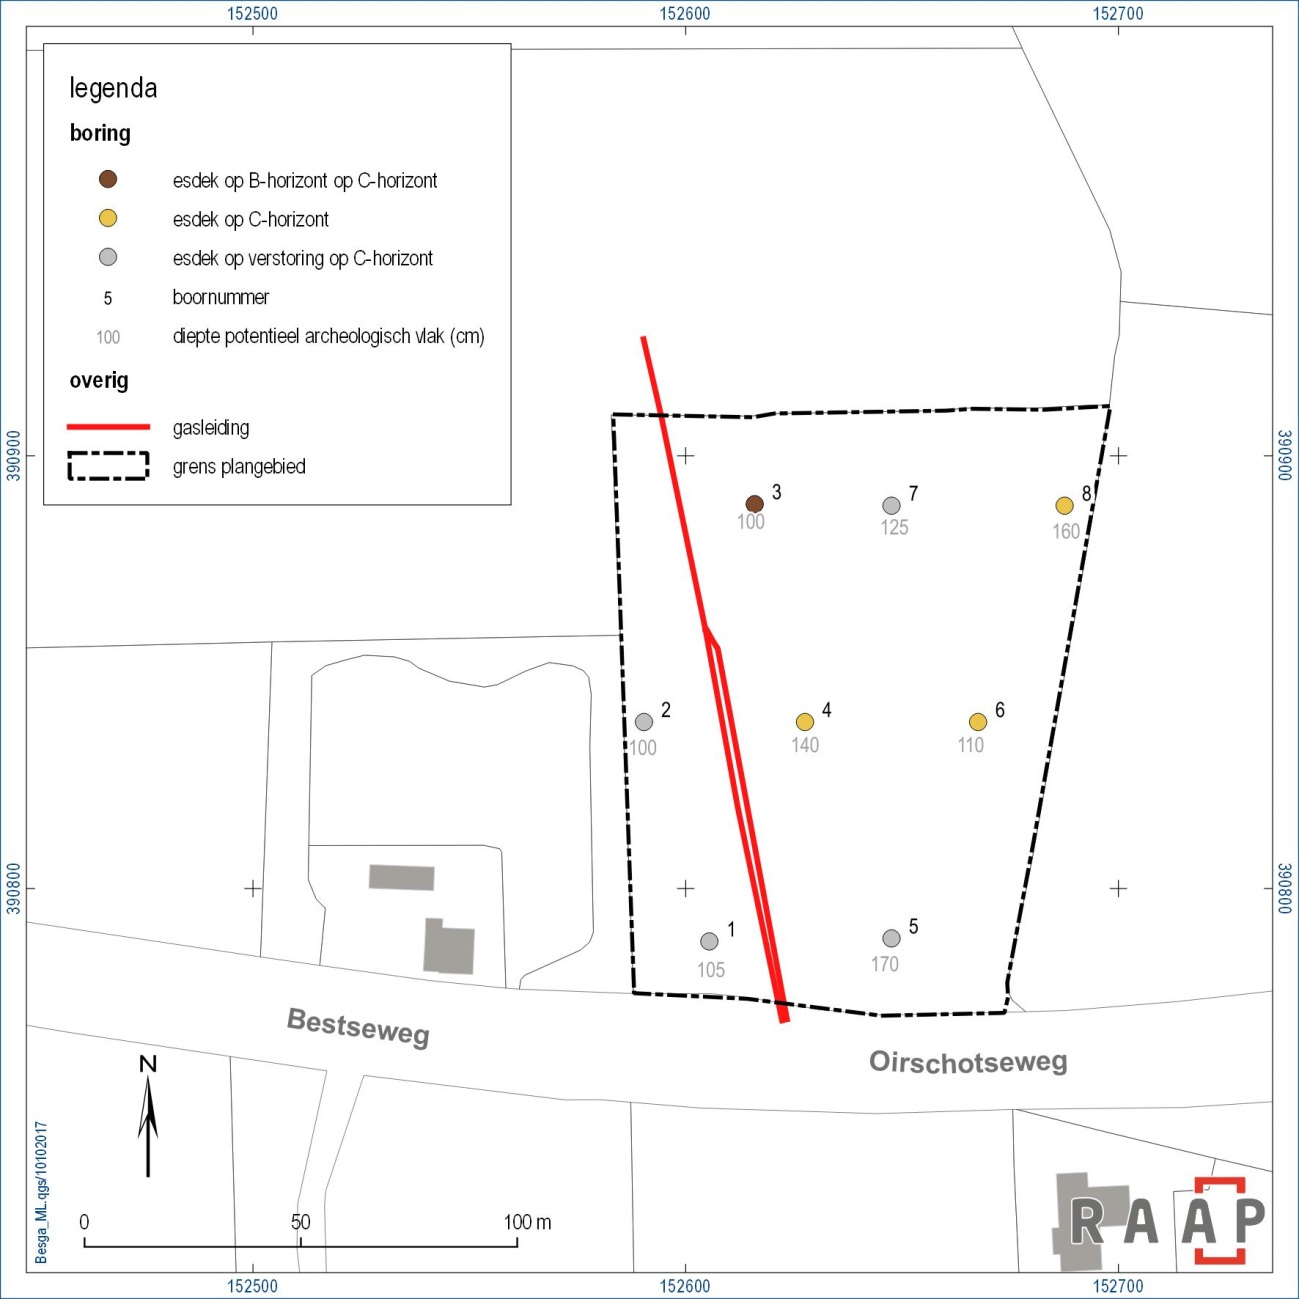 152500
152600
152700
legenda
boring
esdek op B-horizont op C-horizont
esdek op C-horizont
esdek op verstoring op C-horizont
5 boornummer
100 diepte potentieel archeologisch vlak (cm)
overig
gasleiding
grens plangebied
390900
390900
3
100
7
125
8
160
2
100
4
140
6
110
390800
390800
1
105
5
170
Bestseweg
Oirschotseweg
N
Besga_ML.qgs/10102017
0 50 100 m
RAAP
152500
152600
152700